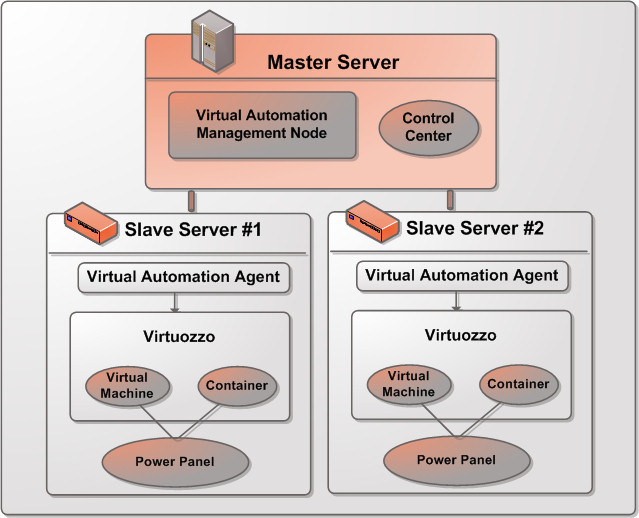 Master Server
Virtual Automation
Management Node
Control
Center
Slave Server #1
Virtual Automation Agent
Virtuozzo
Virtual
Machine
Container
Power Panel
Slave Server #2
Virtual Automation Agent
Virtuozzo
Virtual
Machine
Container
Power Panel